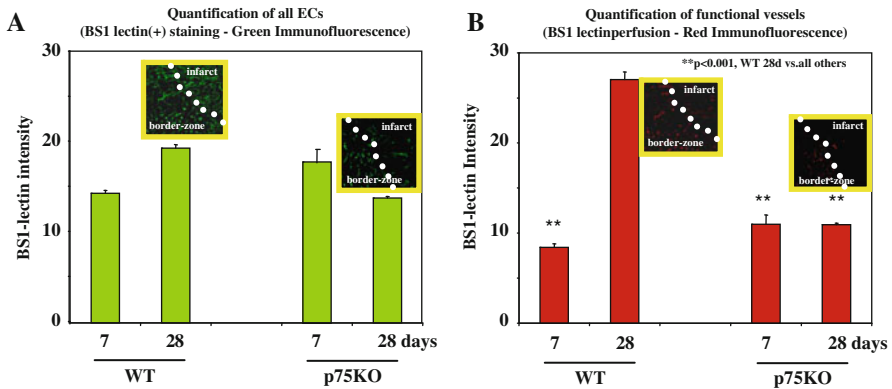 A
Quantification of all ECs
(BS1 lectin(+) staining - Green Immunofluorescence)
BS1-lectin intensity
30
20
10
0
infarct
border-zone
infarct
border-zone
7
28
7
28 days
WT
p75KO
B
Quantification of functional vessels
(BS1 lectinperfusion - Red Immunofluorescence)
**p<0.001, WT 28d vs.all others
BS1-lectin Intensity
30
20
10
0
infarct
border-zone
infarct
border-zone
**
**
**
7
28
7
28 days
WT
p75KO